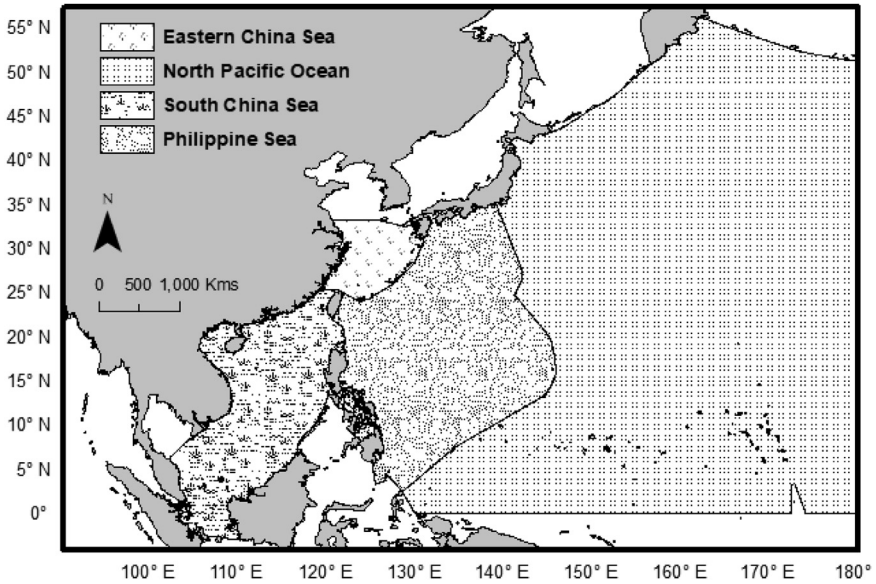 55° N
50° N
45° N
40° N
35° N
30° N
25° N
20° N
15° N
10° N
5° N
0°
Eastern China Sea
North Pacific Ocean
South China Sea
Philippine Sea
N
0 500 1,000 Kms
100° E 110° E 120° E 130° E 140° E 150° E 160° E 170° E 180°